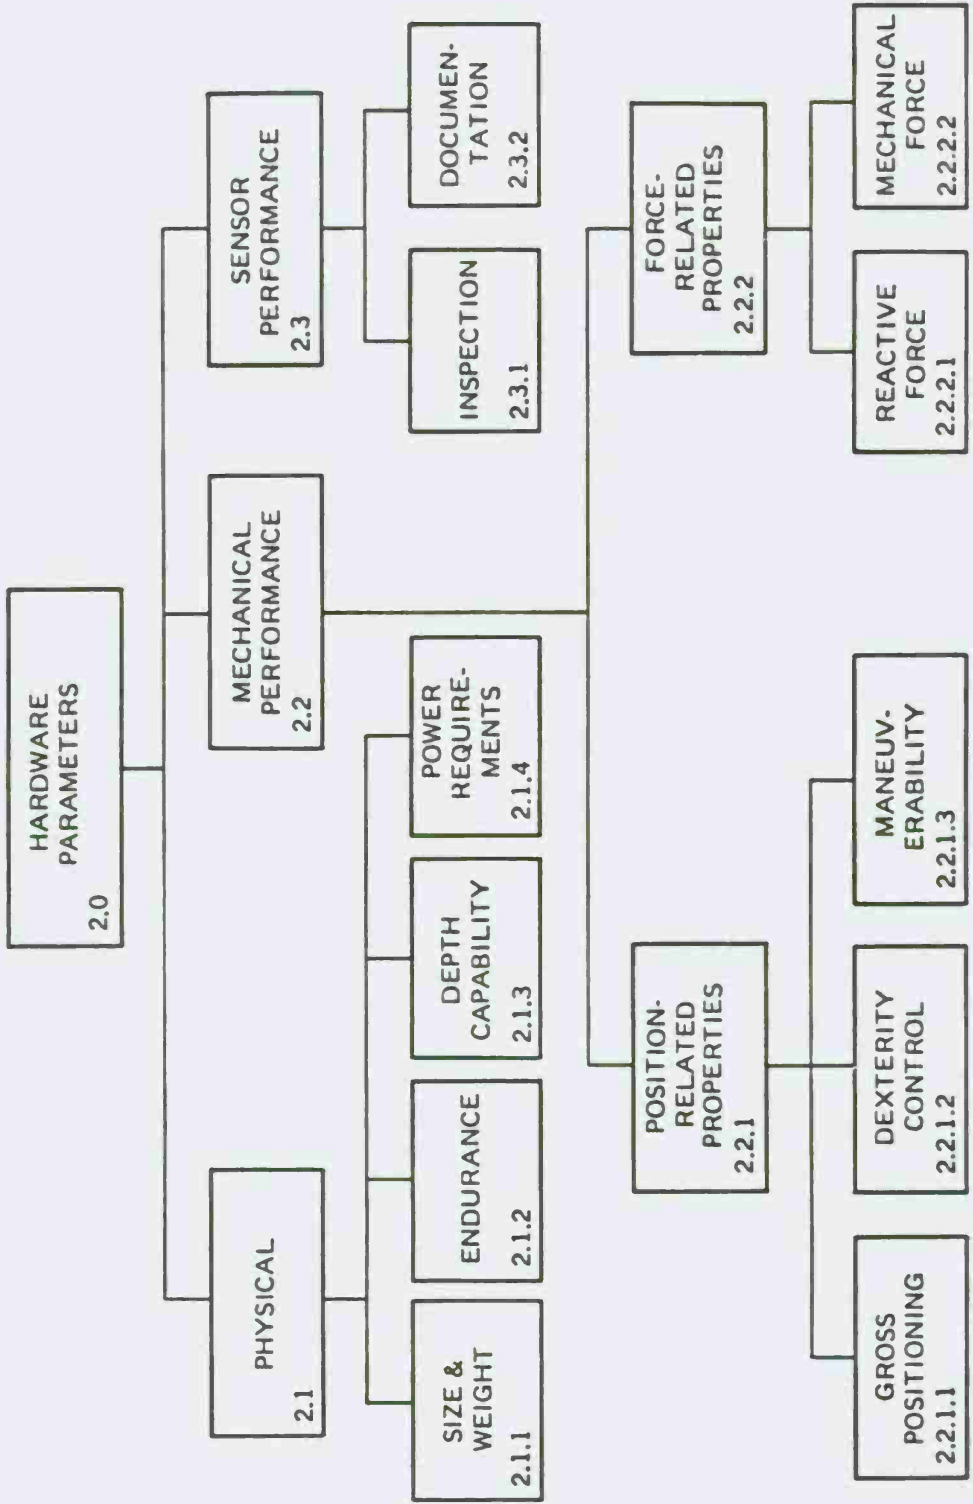 HARDWARE
PARAMETERS
2.0
PHYSICAL
2.1
MECHANICAL
PERFORMANCE
2.2
SENSOR
PERFORMANCE
2.3
SIZE &
WEIGHT
2.1.1
ENDURANCE
2.1.2
DEPTH
CAPABILITY
2.1.3
POWER
REQUIRE-
MENTS
2.1.4
INSPECTION
2.3.1
DOCUMEN-
TATION
2.3.2
POSITION-
RELATED
PROPERTIES
2.2.1
FORCE-
RELATED
PROPERTIES
2.2.2
GROSS
POSITIONING
2.2.1.1
DEXTERITY
CONTROL
2.2.1.2
MANEUV-
ERABILITY
2.2.1.3
REACTIVE
FORCE
2.2.2.1
MECHANICAL
FORCE
2.2.2.2